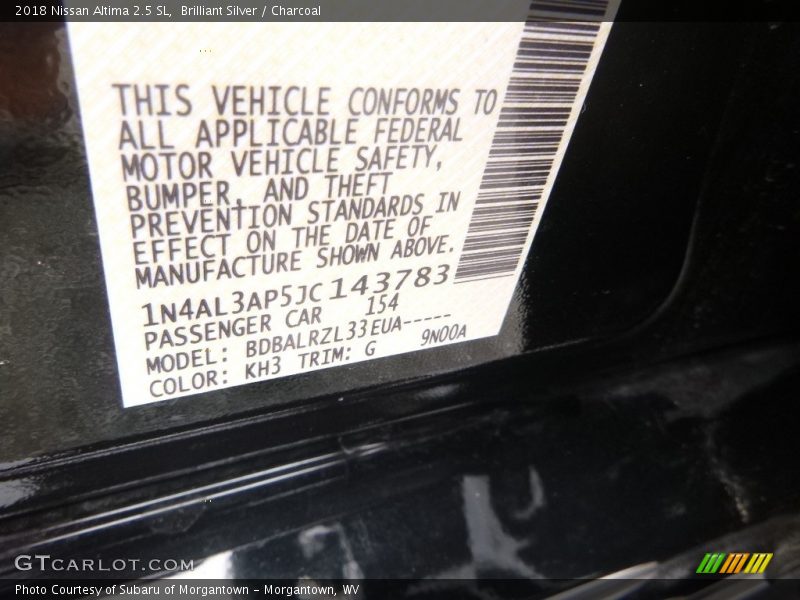 2018 Nissan Altima 2.5 SL,  Brilliant Silver / Charcoal
THIS VEHICLE CONFORMS TO
ALL APPLICABLE FEDERAL
MOTOR VEHICLE SAFETY,
BUMPER, AND THEFT
PREVENTION STANDARDS IN
EFFECT ON THE DATE OF
MANUFACTURE SHOWN ABOVE.
1N4AL3AP5JC143783
PASSENGER CAR 154
MODEL: BDBALRZL33EUA-----
COLOR: KH3 TRIM: G 9N00A
GTCARLOT.COM
Photo Courtesy of Subaru of Morgantown - Morgantown, WV